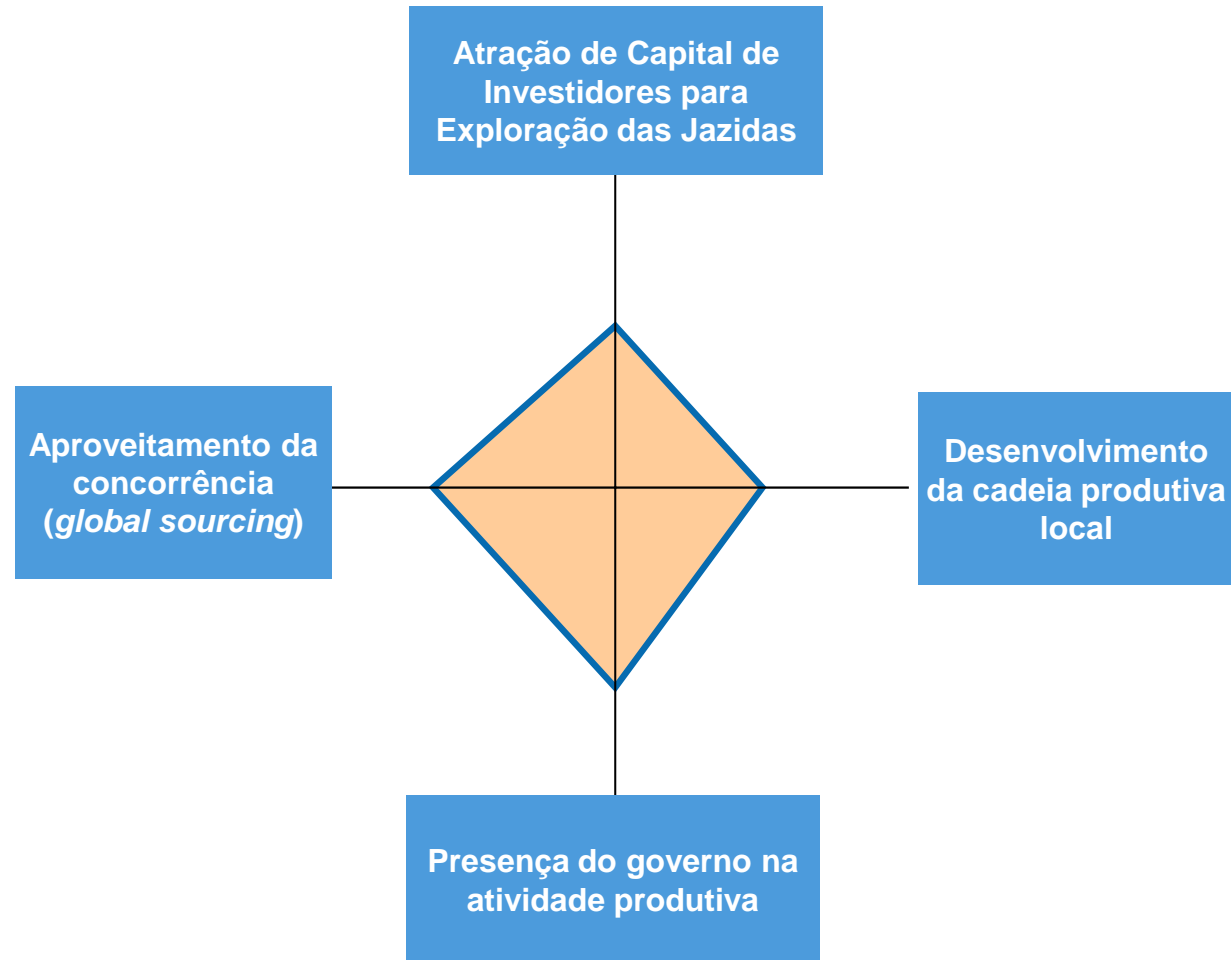 Atração de Capital de
Investidores para
Exploração das Jazidas
Aproveitamento da
concorrência
(global sourcing)
Desenvolvimento
da cadeia produtiva
local
Presença do governo na
atividade produtiva